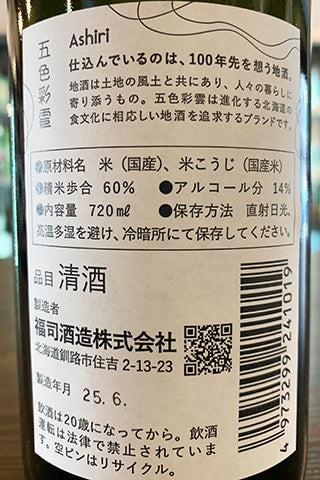 五色彩雲
Ashiri
仕込んでいるのは、100年先を想う地酒。
地酒は土地の風土と共にあり、人々の暮らしに
寄り添うもの。五色彩雲は進化する北海道の
食文化に相応しい地酒を追求するブランドです。
●原材料名 米（国産）、米こうじ（国産米）
●精米歩合 60% ●アルコール分 14%
●内容量 720ml ●保存方法 直射日光、
高温多湿を避け、冷暗所にて保存してください。
品目 清酒
製造者
福司酒造株式会社
北海道釧路市住吉 2-13-23
製造年月 25.6.
飲酒は20歳になってから。飲酒
運転は法律で禁止されていま
す。空ビンはリサイクル。
4973299241019